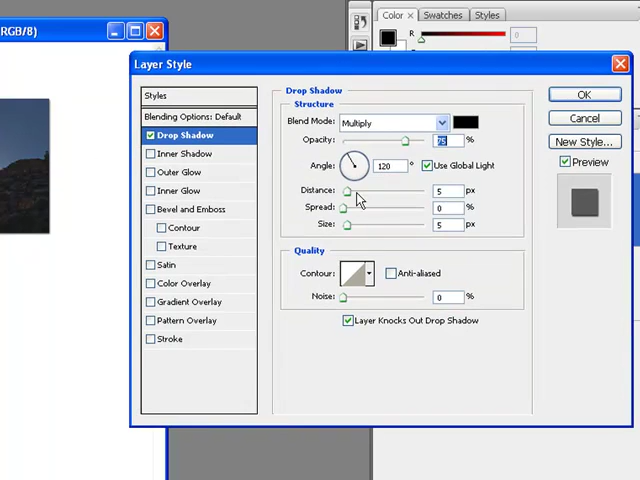 RGB/8)
Color
Swatches
Styles
R
0
Layer Style
Styles
Blending Options: Default
Drop Shadow
Inner Shadow
Outer Glow
Inner Glow
Bevel and Emboss
Contour
Texture
Satin
Color Overlay
Gradient Overlay
Pattern Overlay
Stroke
Drop Shadow
Structure
Blend Mode: Multiply
Opacity: 75 %
Angle: 120 ° Use Global Light
Distance: 5 px
Spread: 0 %
Size: 5 px
Quality
Contour: Anti-aliased
Noise: 0 %
Layer Knocks Out Drop Shadow
OK
Cancel
New Style...
Preview